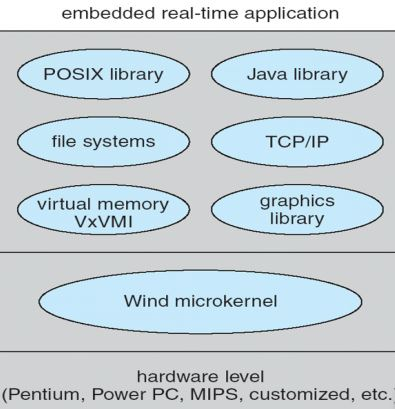 embedded real-time application
POSIX library
Java library
file systems
TCP/IP
virtual memory
VxVMI
graphics
library
Wind microkernel
hardware level
(Pentium, Power PC, MIPS, customized, etc.)